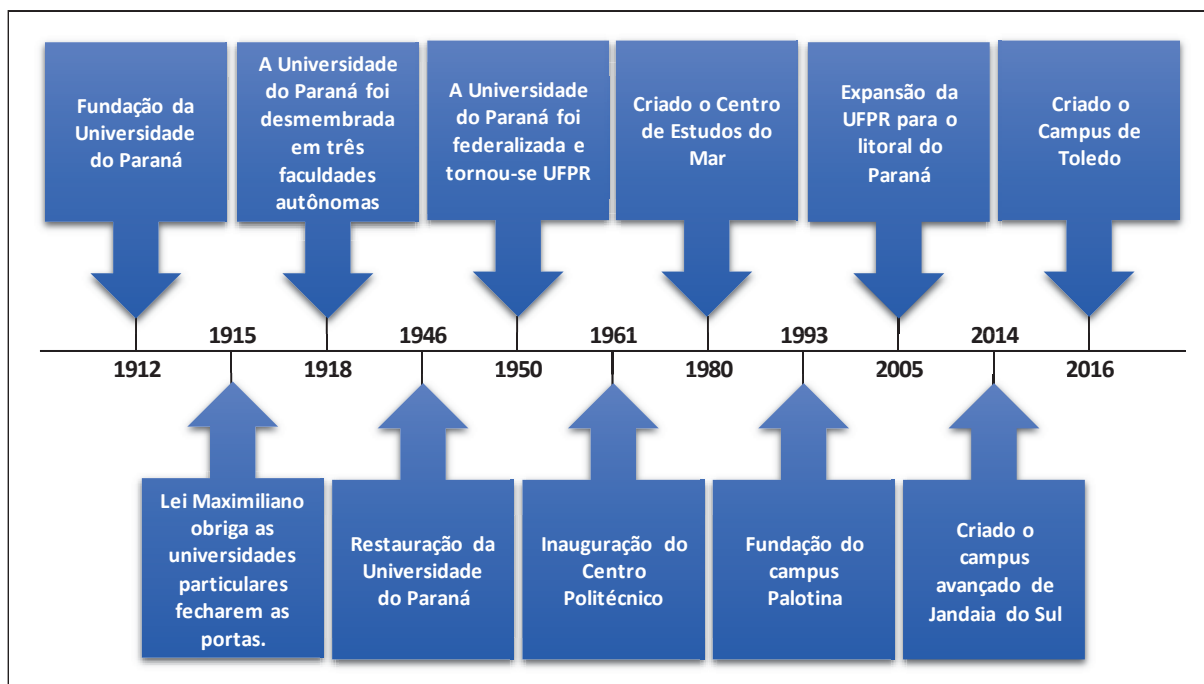 Fundação da
Universidade
do Paraná
A Universidade
do Paraná foi
desmembrada
em três
faculdades
autônomas
A Universidade
do Paraná foi
federalizada e
tornou-se UFPR
Criado o Centro
de Estudos do
Mar
Expansão da
UFPR para o
litoral do
Paraná
Criado o
Campus de
Toledo
1915
1946
1961
1993
2014
1912
1918
1950
1980
2005
2016
Lei Maximiliano
obriga as
universidades
particulares
fecharem as
portas.
Restauração da
Universidade
do Paraná
Inauguração do
Centro
Politécnico
Fundação do
campus
Palotina
Criado o
campus
avançado de
Jandaia do Sul